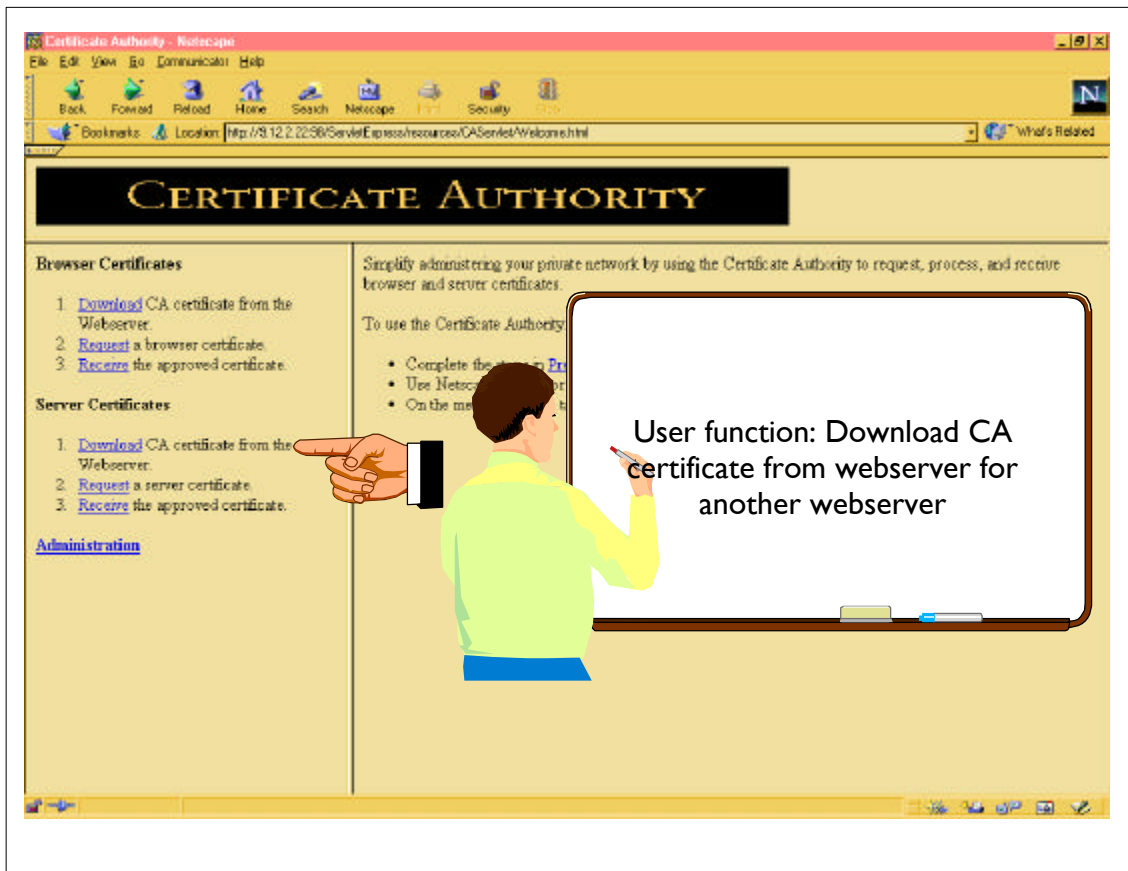 Certificate Authority - Netscape
File Edit View Go Communicator Help
Back Forward Reload Home Search Netscape Print Security Stop
N
Bookmarks Location: http://9.12.2.22:98/ServletExpress/resources/CAServlet/Welcome.html What's Related
CERTIFICATE AUTHORITY
Browser Certificates
1. Download CA certificate from the
Webserver.
2. Request a browser certificate.
3. Receive the approved certificate.
Server Certificates
1. Download CA certificate from the
Webserver.
2. Request a server certificate.
3. Receive the approved certificate.
Administration
Simplify administering your private network by using the Certificate Authority to request, process, and receive
browser and server certificates.
To use the Certificate Authority:
• Complete the steps in
• Use
• On the
User function: Download CA
certificate from webserver for
another webserver